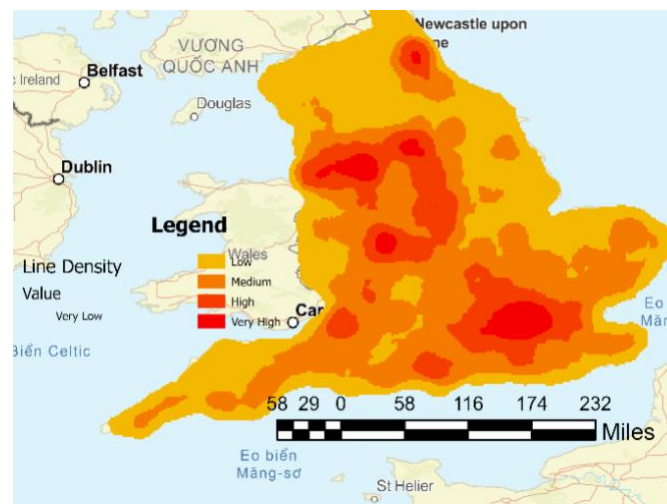 Newcastle upon
ne
VƯƠNG
QUỐC ANH
Belfast
c Ireland
Douglas
Dublin
Legend
Wales
Low
Line Density
Medium
Value
High
Very Low
Very High
Car
Eo
Mă
Biển Celtic
58 29 0 58 116 174 232
Miles
Eo biển
Măng-sơ
St Helier